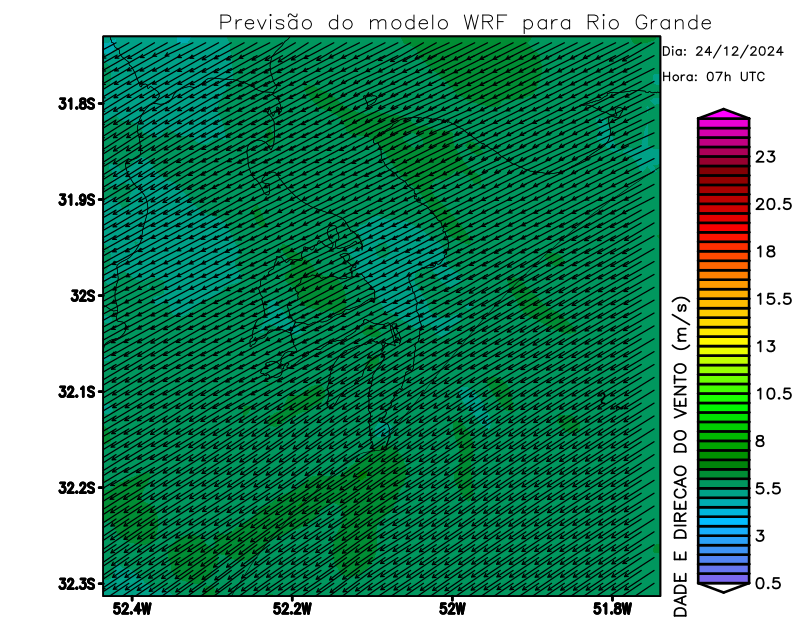 Previsão do modelo WRF para Rio Grande
Dia: 24/12/2024
Hora: 07h UTC
31.8S
31.9S
32S
32.1S
32.2S
32.3S
52.4W
52.2W
52W
51.8W
DADE E DIRECAO DO VENTO (m/s)
23
20.5
18
15.5
13
10.5
8
5.5
3
0.5